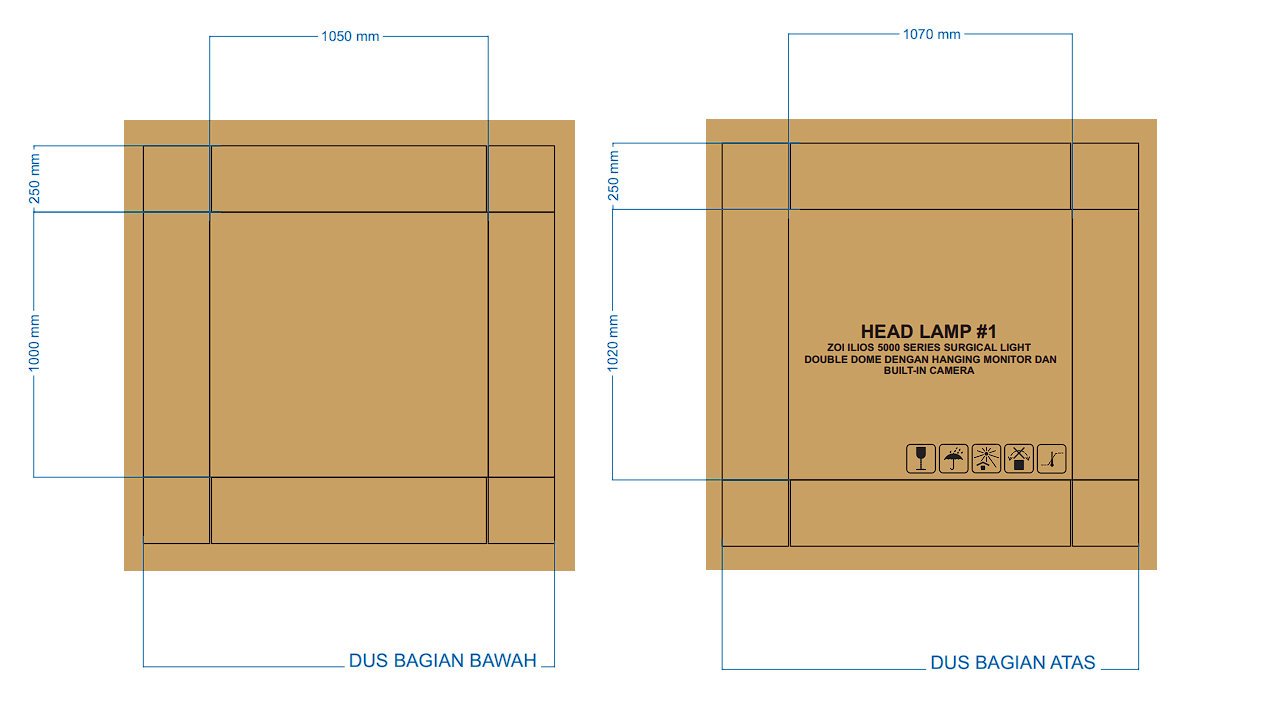 1050 mm
250 mm
1000 mm
DUS BAGIAN BAWAH
1070 mm
250 mm
1020 mm
HEAD LAMP #1
ZOI ILIOS 5000 SERIES SURGICAL LIGHT
DOUBLE DOME DENGAN HANGING MONITOR DAN
BUILT-IN CAMERA
DUS BAGIAN ATAS